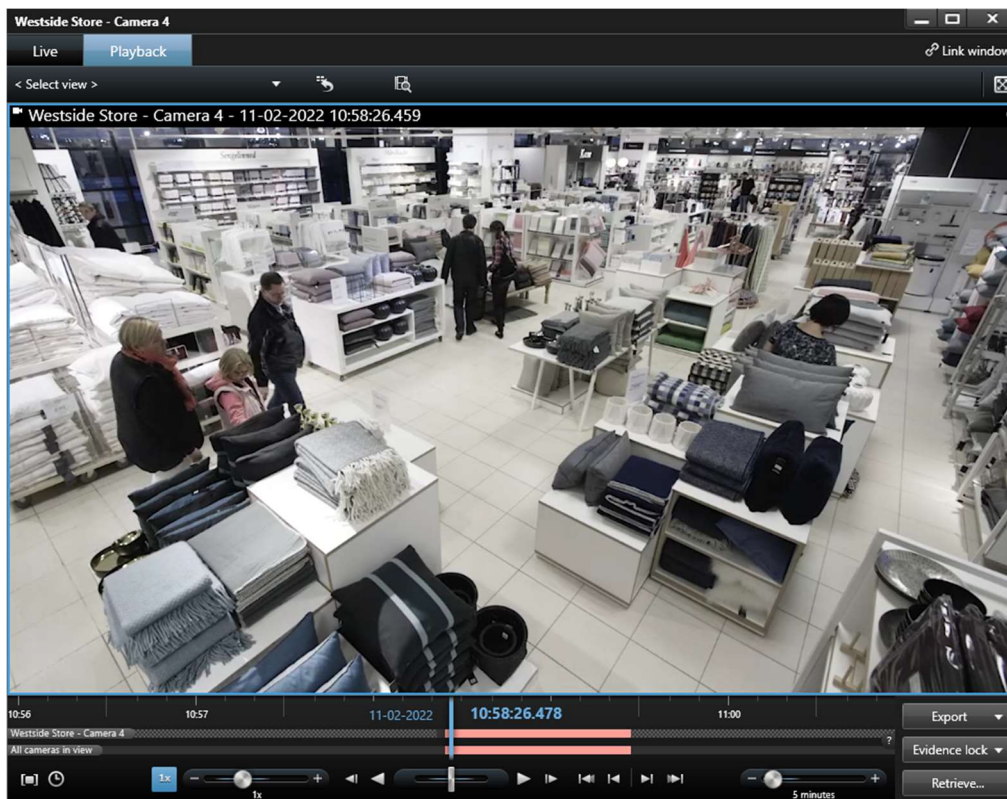 Westside Store - Camera 4
Live
Playback
Link window
< Select view >
Westside Store - Camera 4 - 11-02-2022 10:58:26.459
10:56
10:57
11-02-2022
10:58:26.478
11:00
Export
Westside Store - Camera 4
?
All cameras in view
Evidence lock
1x
1x
5 minutes
Retrieve...